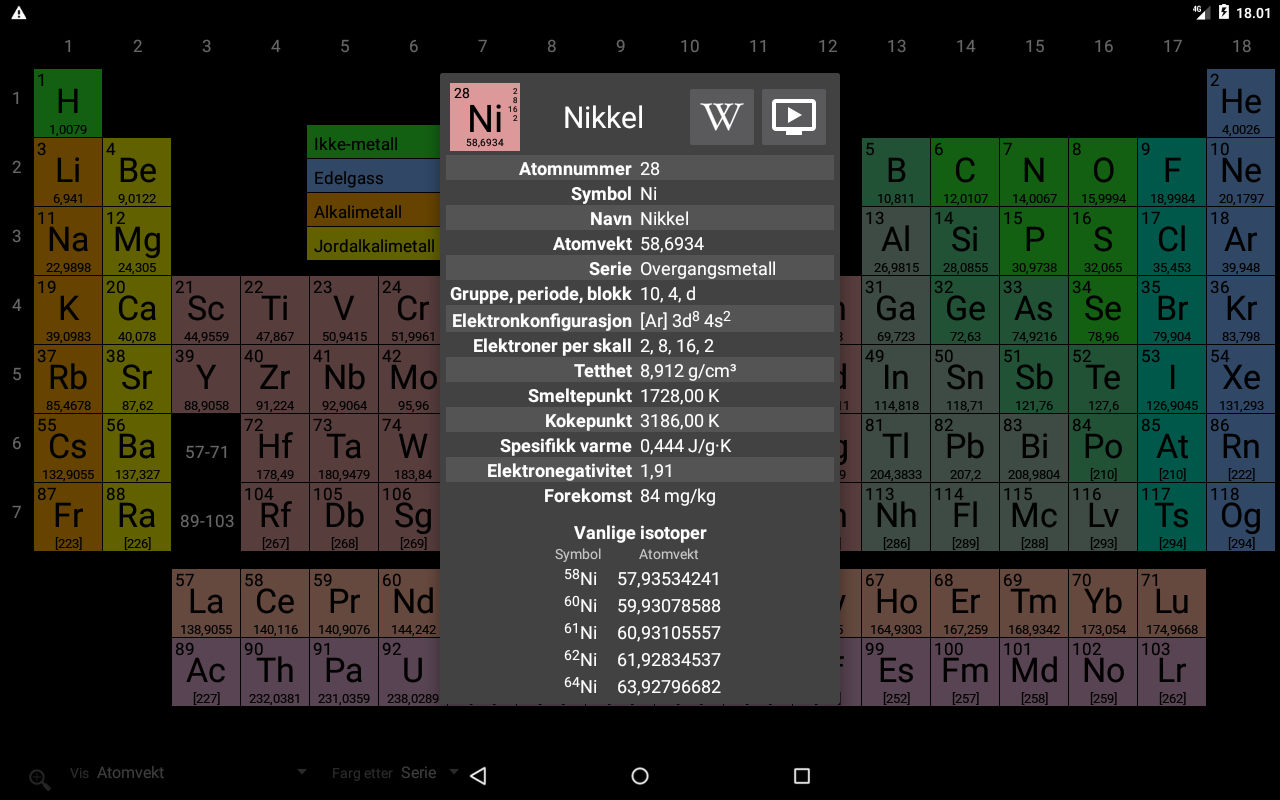 4G 18.01
1 2 3 4 5 6 7 8 9 10 11 12 13 14 15 16 17 18
1
1 H 1,0079
2 He 4,0026
28 Ni 58,6934 2 8 16 2
Nikkel
W
Ikke-metall
Edelgass
Alkalimetall
Jordalkalimetall
2
3 Li 6,941
4 Be 9,0122
5 B 10,811
6 C 12,0107
7 N 14,0067
8 O 15,9994
9 F 18,9984
10 Ne 20,1797
3
11 Na 22,9898
12 Mg 24,305
13 Al 26,9815
14 Si 28,0855
15 P 30,9738
16 S 32,065
17 Cl 35,453
18 Ar 39,948
4
19 K 39,0983
20 Ca 40,078
21 Sc 44,9559
22 Ti 47,867
23 V 50,9415
24 Cr 51,9961
31 Ga 69,723
32 Ge 72,63
33 As 74,9216
34 Se 78,96
35 Br 79,904
36 Kr 83,798
5
37 Rb 85,4678
38 Sr 87,62
39 Y 88,9058
40 Zr 91,224
41 Nb 92,9064
42 Mo 95,96
49 In 114,818
50 Sn 118,71
51 Sb 121,76
52 Te 127,6
53 I 126,9045
54 Xe 131,293
6
55 Cs 132,9055
56 Ba 137,327
57-71
72 Hf 178,49
73 Ta 180,9479
74 W 183,84
81 Tl 204,3833
82 Pb 207,2
83 Bi 208,9804
84 Po [210]
85 At [210]
86 Rn [222]
7
87 Fr [223]
88 Ra [226]
89-103
104 Rf [267]
105 Db [268]
106 Sg [269]
113 Nh [286]
114 Fl [289]
115 Mc [288]
116 Lv [293]
117 Ts [294]
118 Og [294]
57 La 138,9055
58 Ce 140,116
59 Pr 140,9076
60 Nd 144,242
67 Ho 164,9303
68 Er 167,259
69 Tm 168,9342
70 Yb 173,054
71 Lu 174,9668
89 Ac [227]
90 Th 232,0381
91 Pa 231,0359
92 U 238,0289
99 Es [252]
100 Fm [257]
101 Md [258]
102 No [259]
103 Lr [262]
Atomnummer 28
Symbol Ni
Navn Nikkel
Atomvekt 58,6934
Serie Overgangsmetall
Gruppe, periode, blokk 10, 4, d
Elektronkonfigurasjon [Ar] 3d⁸ 4s²
Elektroner per skall 2, 8, 16, 2
Tetthet 8,912 g/cm³
Smeltepunkt 1728,00 K
Kokepunkt 3186,00 K
Spesifikk varme 0,444 J/g·K
Elektronegativitet 1,91
Forekomst 84 mg/kg
Vanlige isotoper
Symbol Atomvekt
⁵⁸Ni 57,93534241
⁶⁰Ni 59,93078588
⁶¹Ni 60,93105557
⁶²Ni 61,92834537
⁶⁴Ni 63,92796682
Vis Atomvekt Farg etter Serie